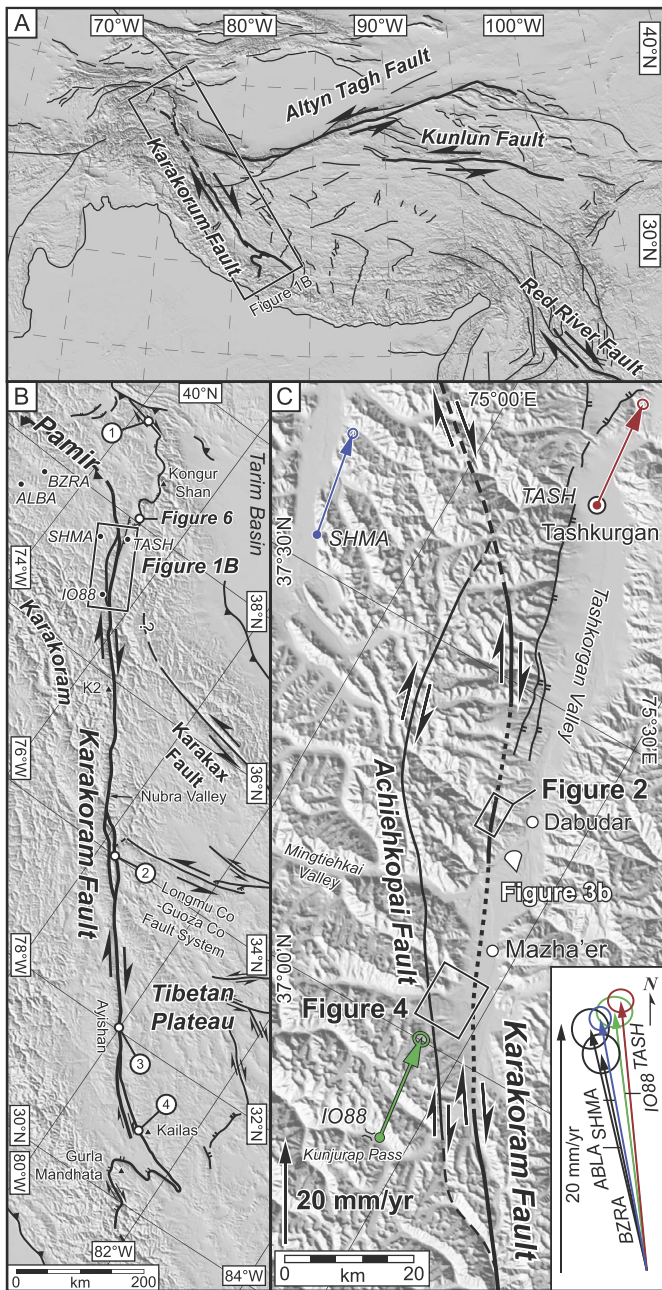 A
70°W
80°W
90°W
100°W
40°N
Altyn Tagh Fault
Kunlun Fault
Karakorum Fault
Figure 1B
30°N
Red River Fault
B
40°N
1
Pamir
BZRA
ALBA
Kongur
Shan
Tarim Basin
Figure 6
SHMA
TASH
Figure 1B
74°W
IO88
38°N
Karakoram
?
K2
76°W
Karakoram Fault
Karakax
Fault
36°N
Nubra Valley
2
Longmu Co
-Guoza Co
Fault System
78°W
34°N
Tibetan
Plateau
Ayishan
3
4
Kailas
32°N
30°N
Gurla
Mandhata
80°W
82°W
84°W
0
km
200
C
75°00'E
SHMA
TASH
Tashkurgan
37°30'N
Tashkorgan Valley
75°30'E
Achiehkopai Fault
Figure 2
Dabudar
Mingtiehkai
Valley
Figure 3b
Mazha'er
37°00'N
Figure 4
IO88
Kunjurap Pass
Karakoram Fault
20 mm/yr
0
km
20
N
20 mm/yr
ABLA
SHMA
BZRA
IO88
TASH